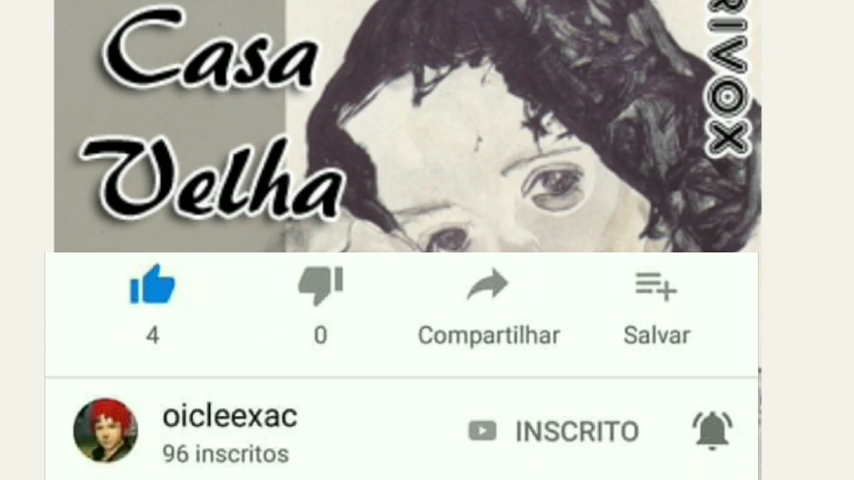 Casa
Velha
RIVOX
4
0
Compartilhar
Salvar
oicleexac
96 inscritos
INSCRITO